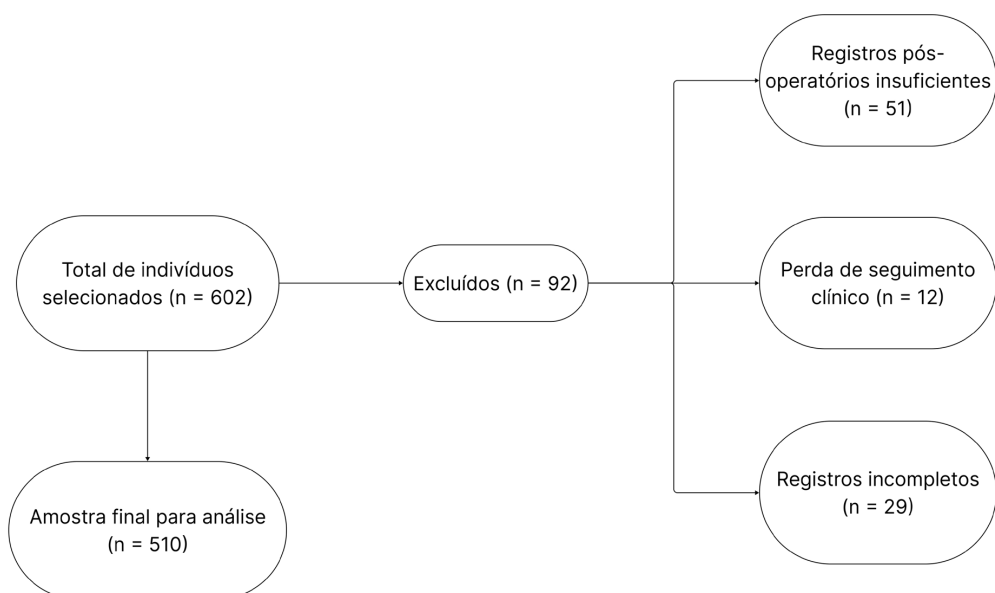 Registros pós-
operatórios insuficientes
(n = 51)
Total de indivíduos
selecionados (n = 602)
Excluídos (n = 92)
Perda de seguimento
clínico (n = 12)
Registros incompletos
(n = 29)
Amostra final para análise
(n = 510)